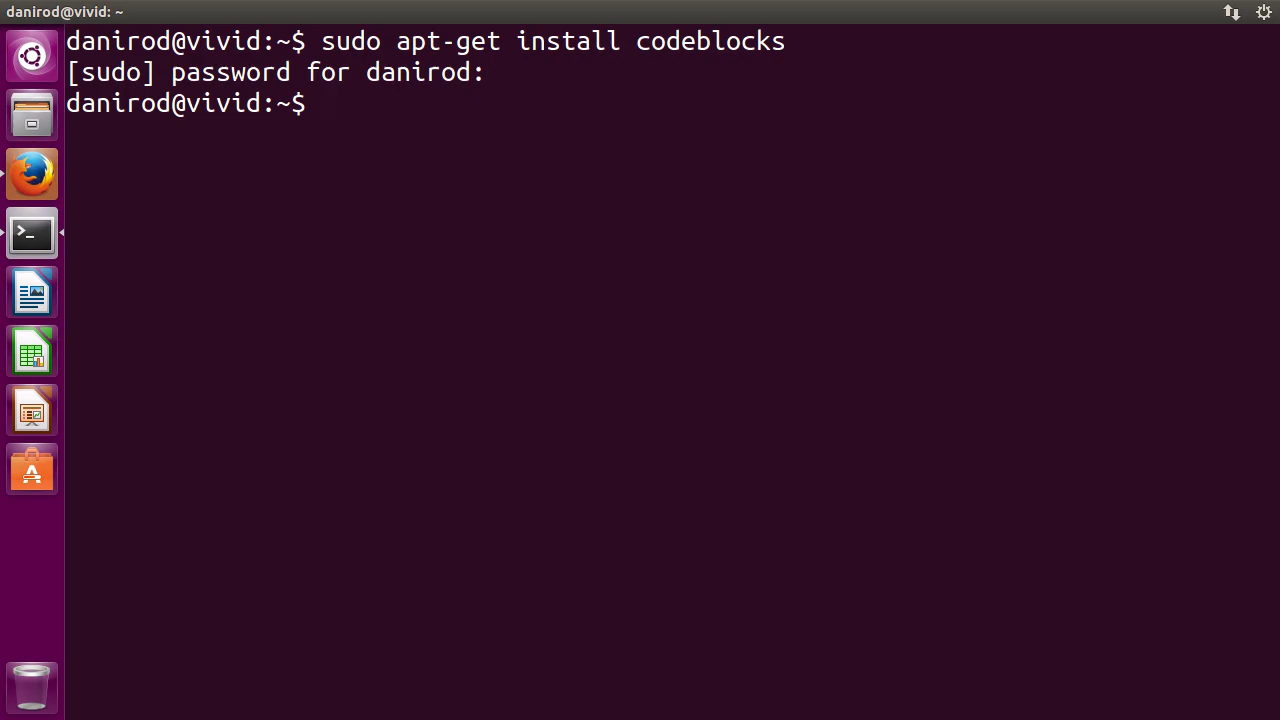 danirod@vivid: ~
danirod@vivid:~$ sudo apt-get install codeblocks
[sudo] password for danirod:
danirod@vivid:~$